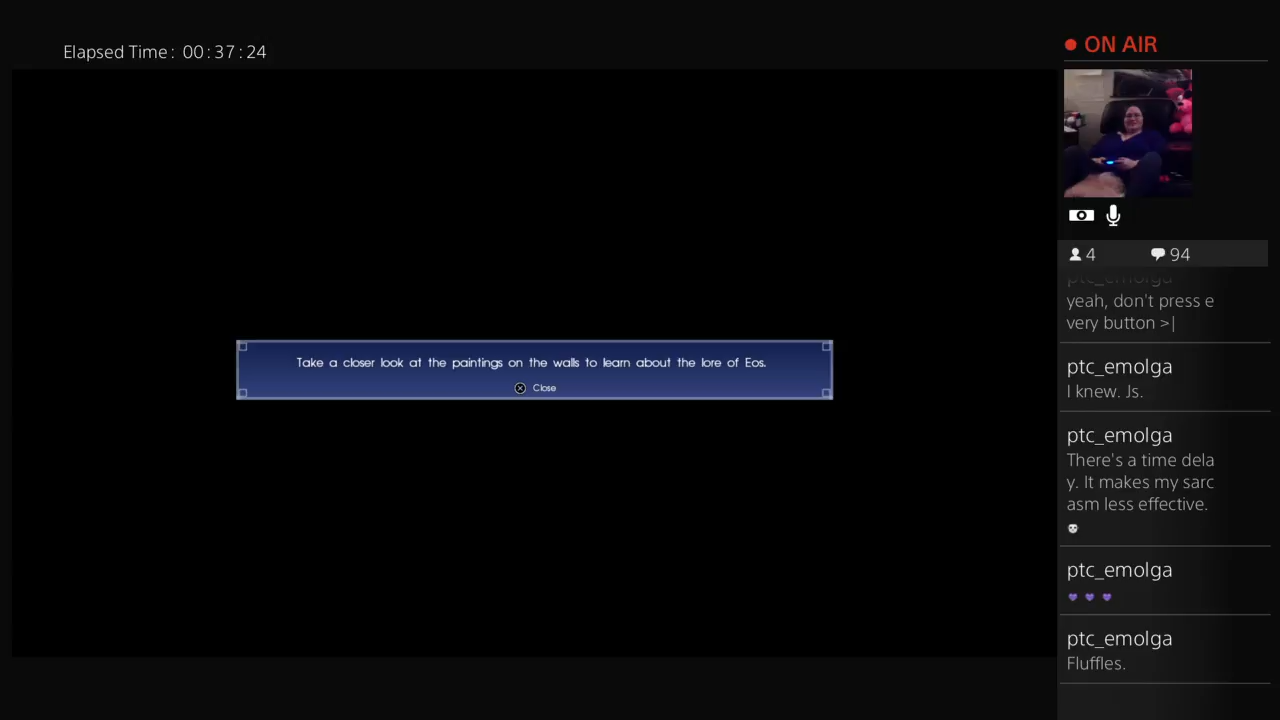 Elapsed Time: 00:37:24
ON AIR
4 94
ptc_emolga
yeah, don't press e
very button >|
ptc_emolga
I knew. Js.
ptc_emolga
There's a time dela
y. It makes my sarc
asm less effective.
💀
ptc_emolga
💜 💜 💜
ptc_emolga
Fluffles.
Take a closer look at the paintings on the walls to learn about the lore of Eos.
Close